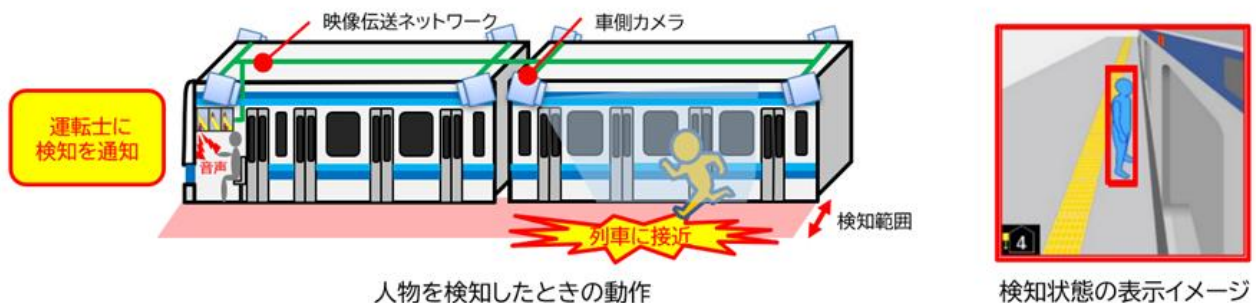 映像伝送ネットワーク
車側カメラ
運転士に
検知を通知
音声
列車に接近
検知範囲
4
人物を検知したときの動作
検知状態の表示イメージ